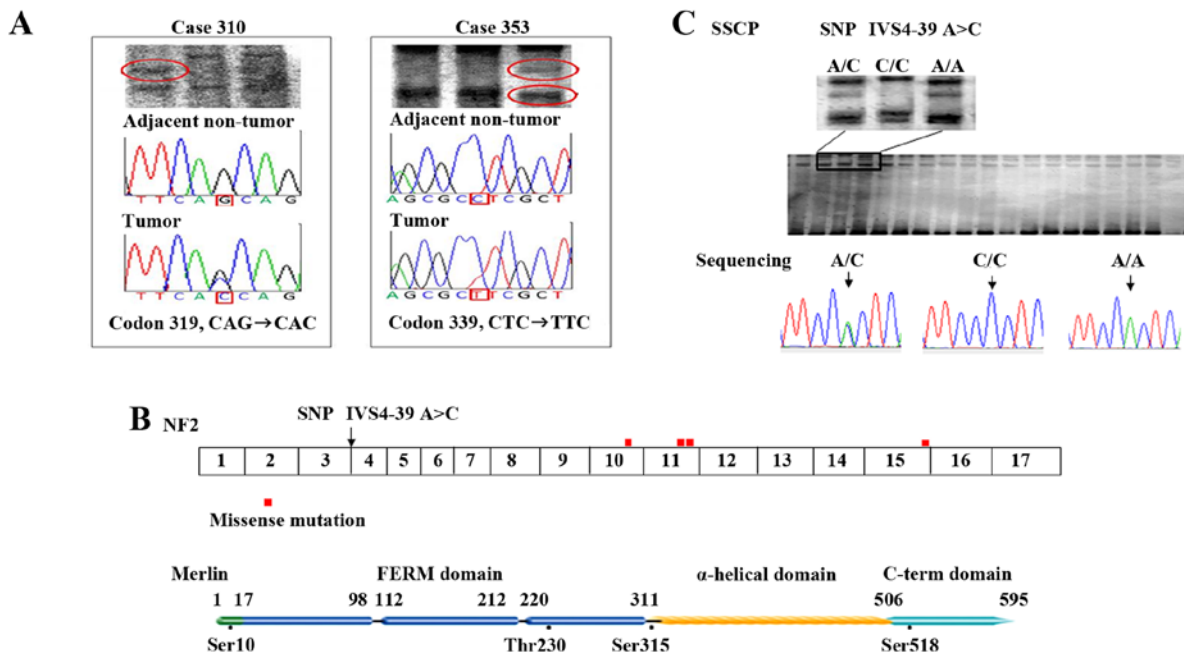 A
Case 310
Case 353
Adjacent non-tumor
Adjacent non-tumor
T T C A G C A G
A G C G C C T C G C T
Tumor
Tumor
T T C A C C A G
A G C G C T T C G C T
Codon 319, CAG→CAC
Codon 339, CTC→TTC
C
SSCP
SNP IVS4-39 A>C
A/C C/C A/A
Sequencing
A/C C/C A/A
B
NF2
SNP IVS4-39 A>C
1 2 3 4 5 6 7 8 9 10 11 12 13 14 15 16 17
Missense mutation
Merlin
FERM domain
α-helical domain
C-term domain
1 17 98 112 212 220 311 506 595
Ser10 Thr230 Ser315 Ser518